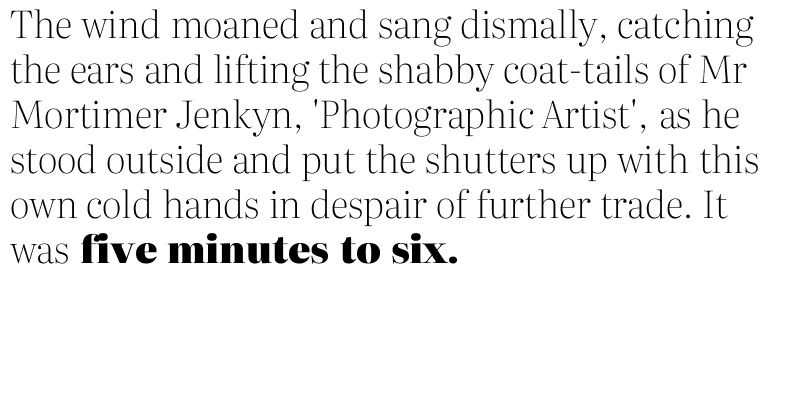 The wind moaned and sang dismally, catching
the ears and lifting the shabby coat-tails of Mr
Mortimer Jenkyn, 'Photographic Artist', as he
stood outside and put the shutters up with this
own cold hands in despair of further trade. It
was five minutes to six.